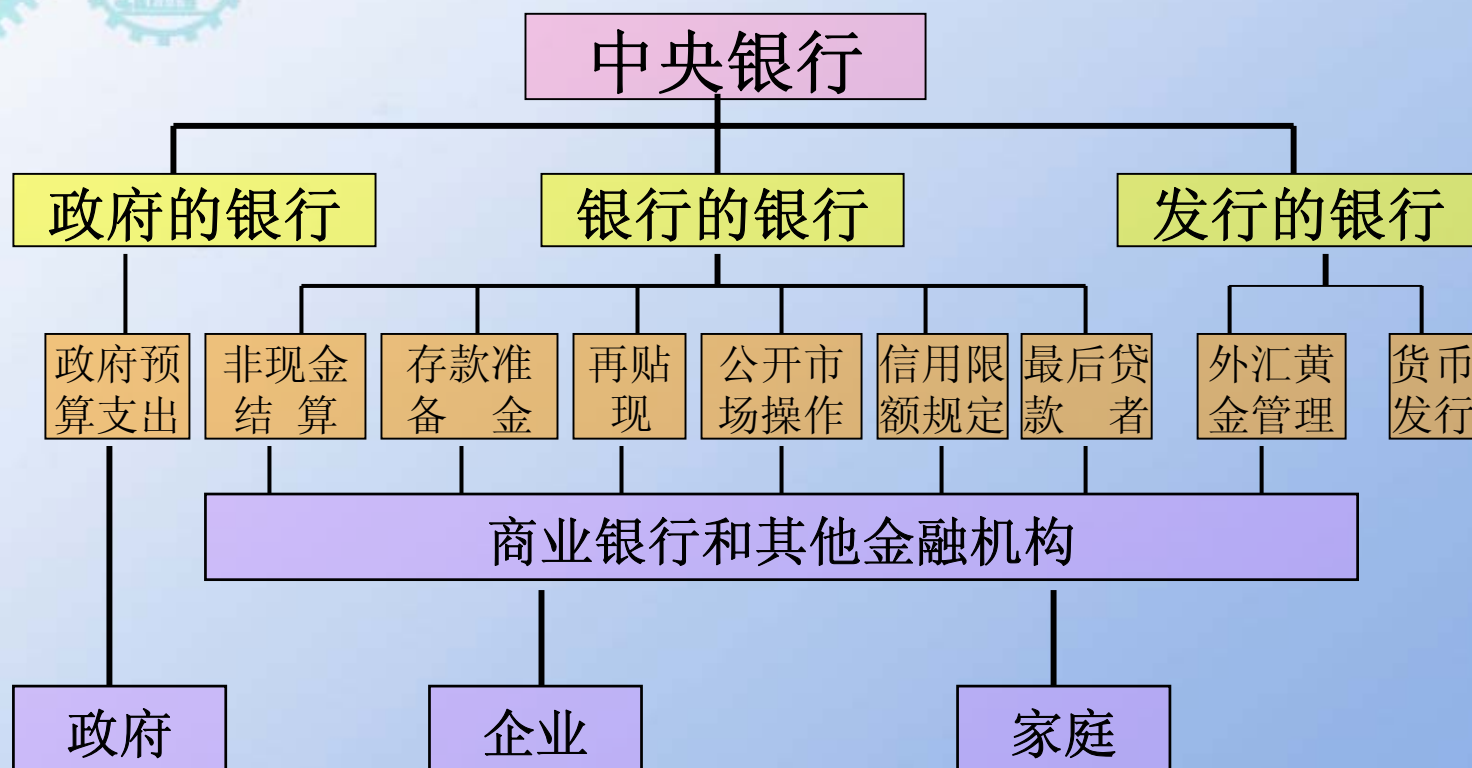 中央银行
政府的银行
银行的银行
发行的银行
政府预
算支出
非现金
结 算
存款准
备 金
再贴
现
公开市
场操作
信用限
额规定
最后贷
款 者
外汇黄
金管理
货币
发行
商业银行和其他金融机构
政府
企业
家庭